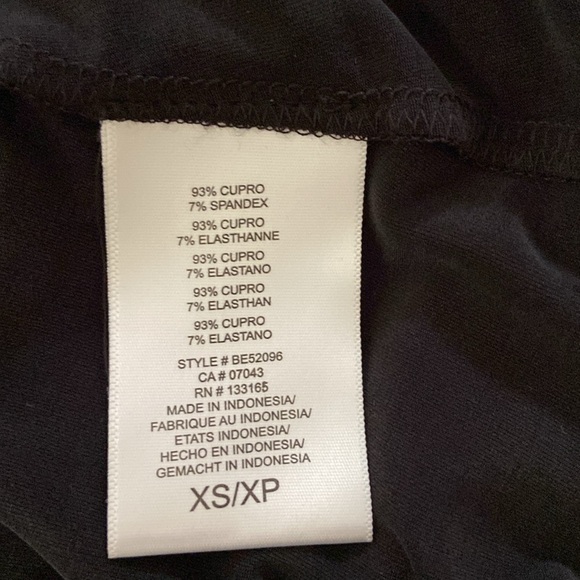 93% CUPRO
7% SPANDEX
93% CUPRO
7% ELASTHANNE
93% CUPRO
7% ELASTANO
93% CUPRO
7% ELASTHAN
93% CUPRO
7% ELASTANO
STYLE # BE52096
CA # 07043
RN # 133165
MADE IN INDONESIA/
FABRIQUE AU INDONESIA/
ETATS INDONESIA/
HECHO EN INDONESIA/
GEMACHT IN INDONESIA
XS/XP